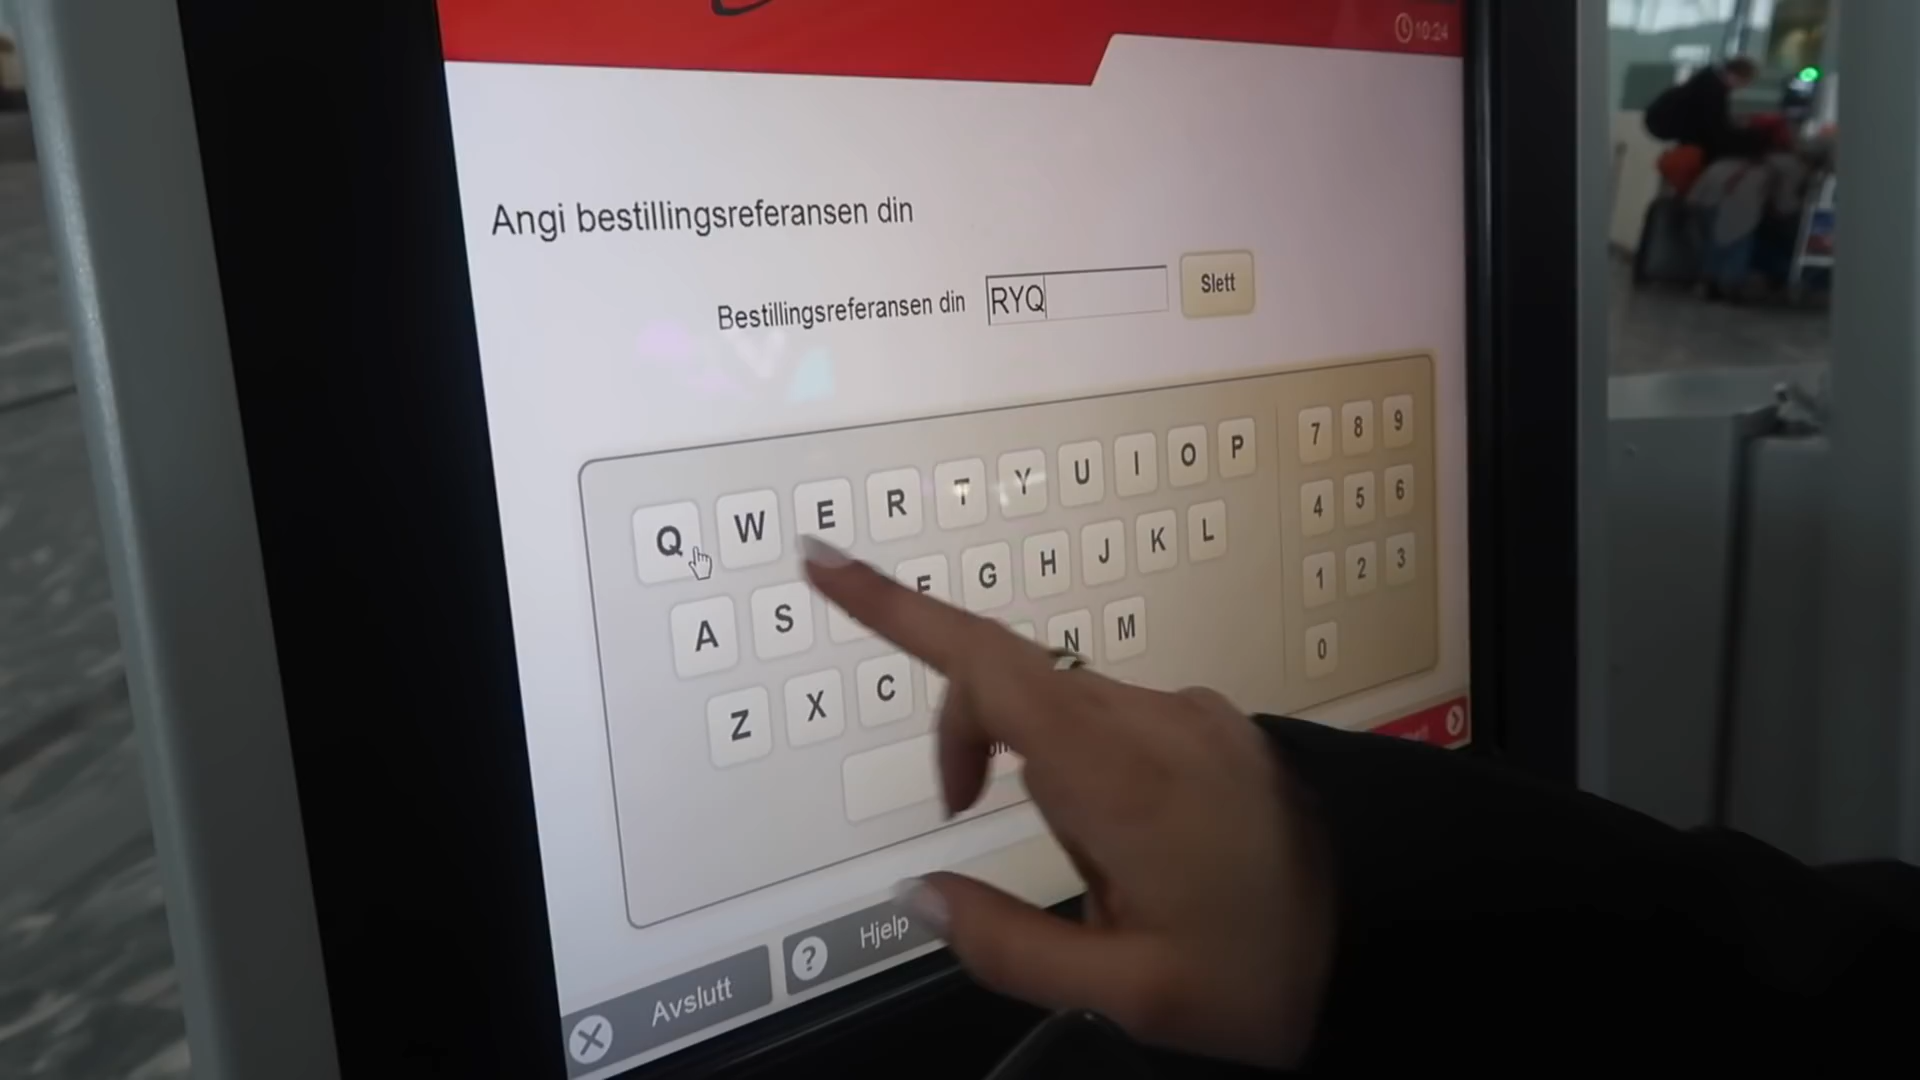 10:24
Angi bestillingsreferansen din
Bestillingsreferansen din RYQ Slett
Q W E R T Y U I O P 7 8 9
A S F G H J K L 4 5 6
Z X C N M 1 2 3
0
Avslutt ? Hjelp